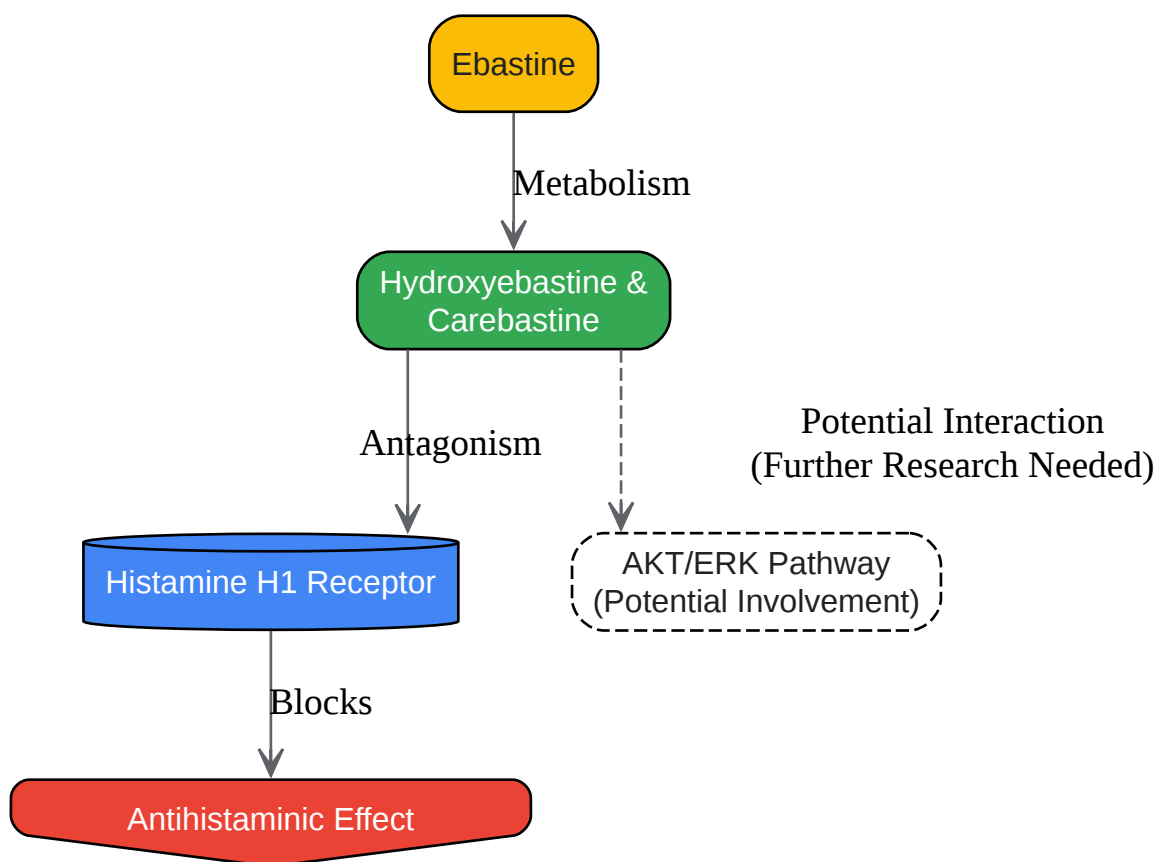 Ebastine
Metabolism
Hydroxyebastine &
Carebastine
Antagonism
Potential Interaction
(Further Research Needed)
Histamine H1 Receptor
AKT/ERK Pathway
(Potential Involvement)
Blocks
Antihistaminic Effect